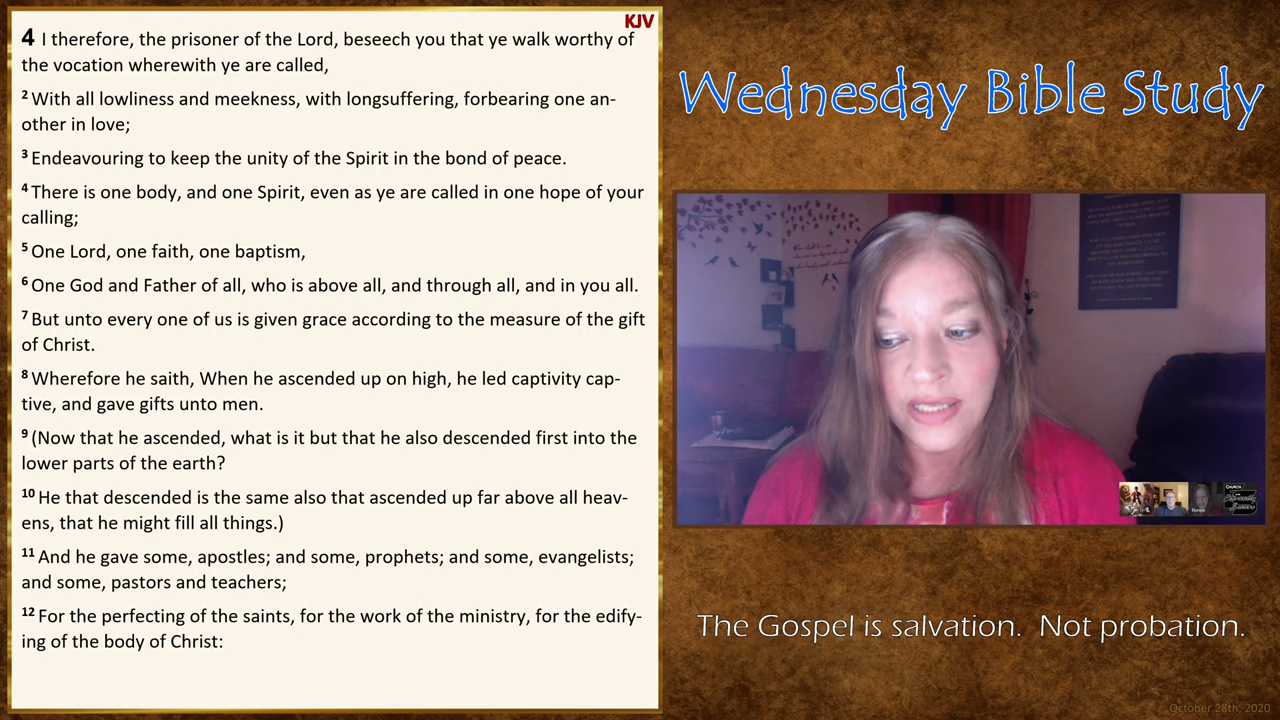 KJV
4 I therefore, the prisoner of the Lord, beseech you that ye walk worthy of
the vocation wherewith ye are called,
2 With all lowliness and meekness, with longsuffering, forbearing one an-
other in love;
3 Endeavouring to keep the unity of the Spirit in the bond of peace.
4 There is one body, and one Spirit, even as ye are called in one hope of your
calling;
5 One Lord, one faith, one baptism,
6 One God and Father of all, who is above all, and through all, and in you all.
7 But unto every one of us is given grace according to the measure of the gift
of Christ.
8 Wherefore he saith, When he ascended up on high, he led captivity cap-
tive, and gave gifts unto men.
9 (Now that he ascended, what is it but that he also descended first into the
lower parts of the earth?
10 He that descended is the same also that ascended up far above all heav-
ens, that he might fill all things.)
11 And he gave some, apostles; and some, prophets; and some, evangelists;
and some, pastors and teachers;
12 For the perfecting of the saints, for the work of the ministry, for the edify-
ing of the body of Christ:
Wednesday Bible Study
CHURCH
Renee
The Gospel is salvation. Not probation.
October 28th, 2020